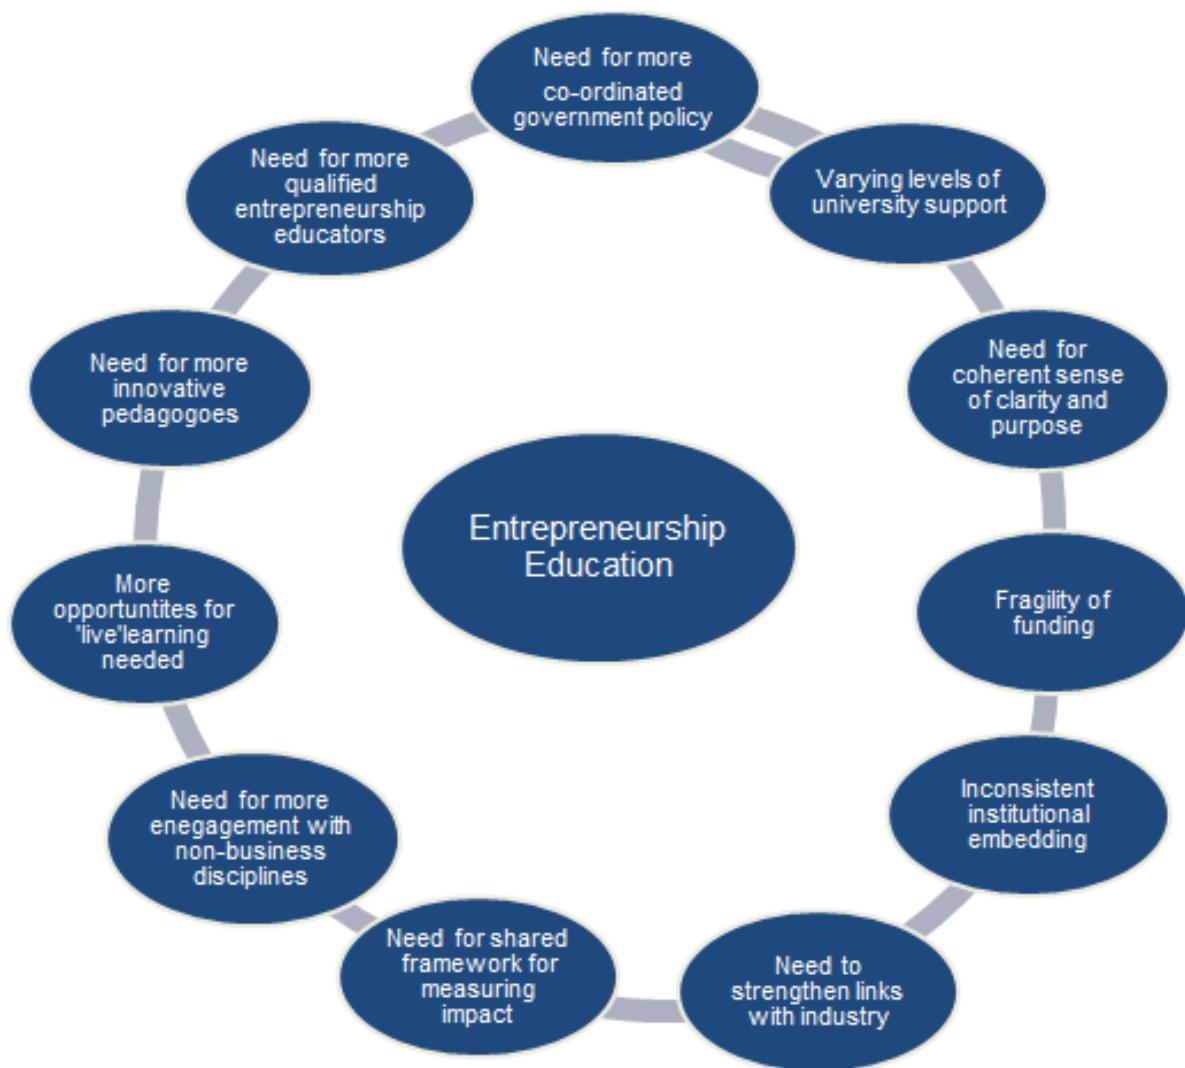 Need for more
co-ordinated
government policy
Varying levels of
university support
Need for
coherent sense
of clarity and
purpose
Fragility of
funding
Inconsistent
institutional
embedding
Need to
strengthen links
with industry
Need for shared
framework for
measuring
impact
Need for more
enegagement with
non-business
disciplines
More
opportuntites for
'live'learning
needed
Need for more
innovative
pedagogoes
Need for more
qualified
entrepreneurship
educators
Entrepreneurship
Education